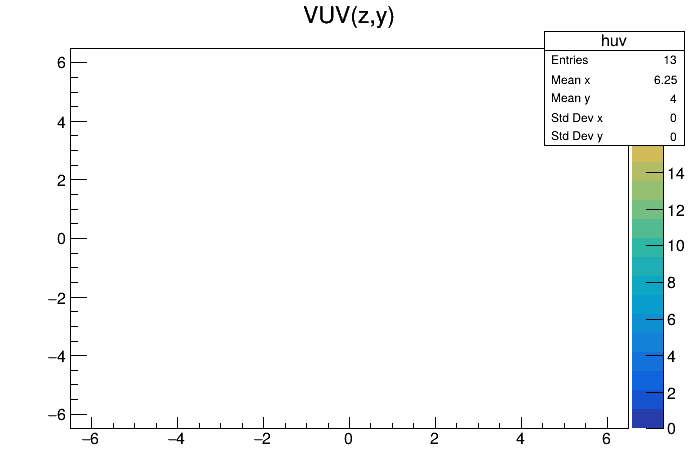 VUV(z,y)
huv
Entries 13
Mean x 6.25
Mean y 4
Std Dev x 0
Std Dev y 0
6
4
2
0
−2
−4
−6
−6 −4 −2 0 2 4 6
14
12
10
8
6
4
2
0